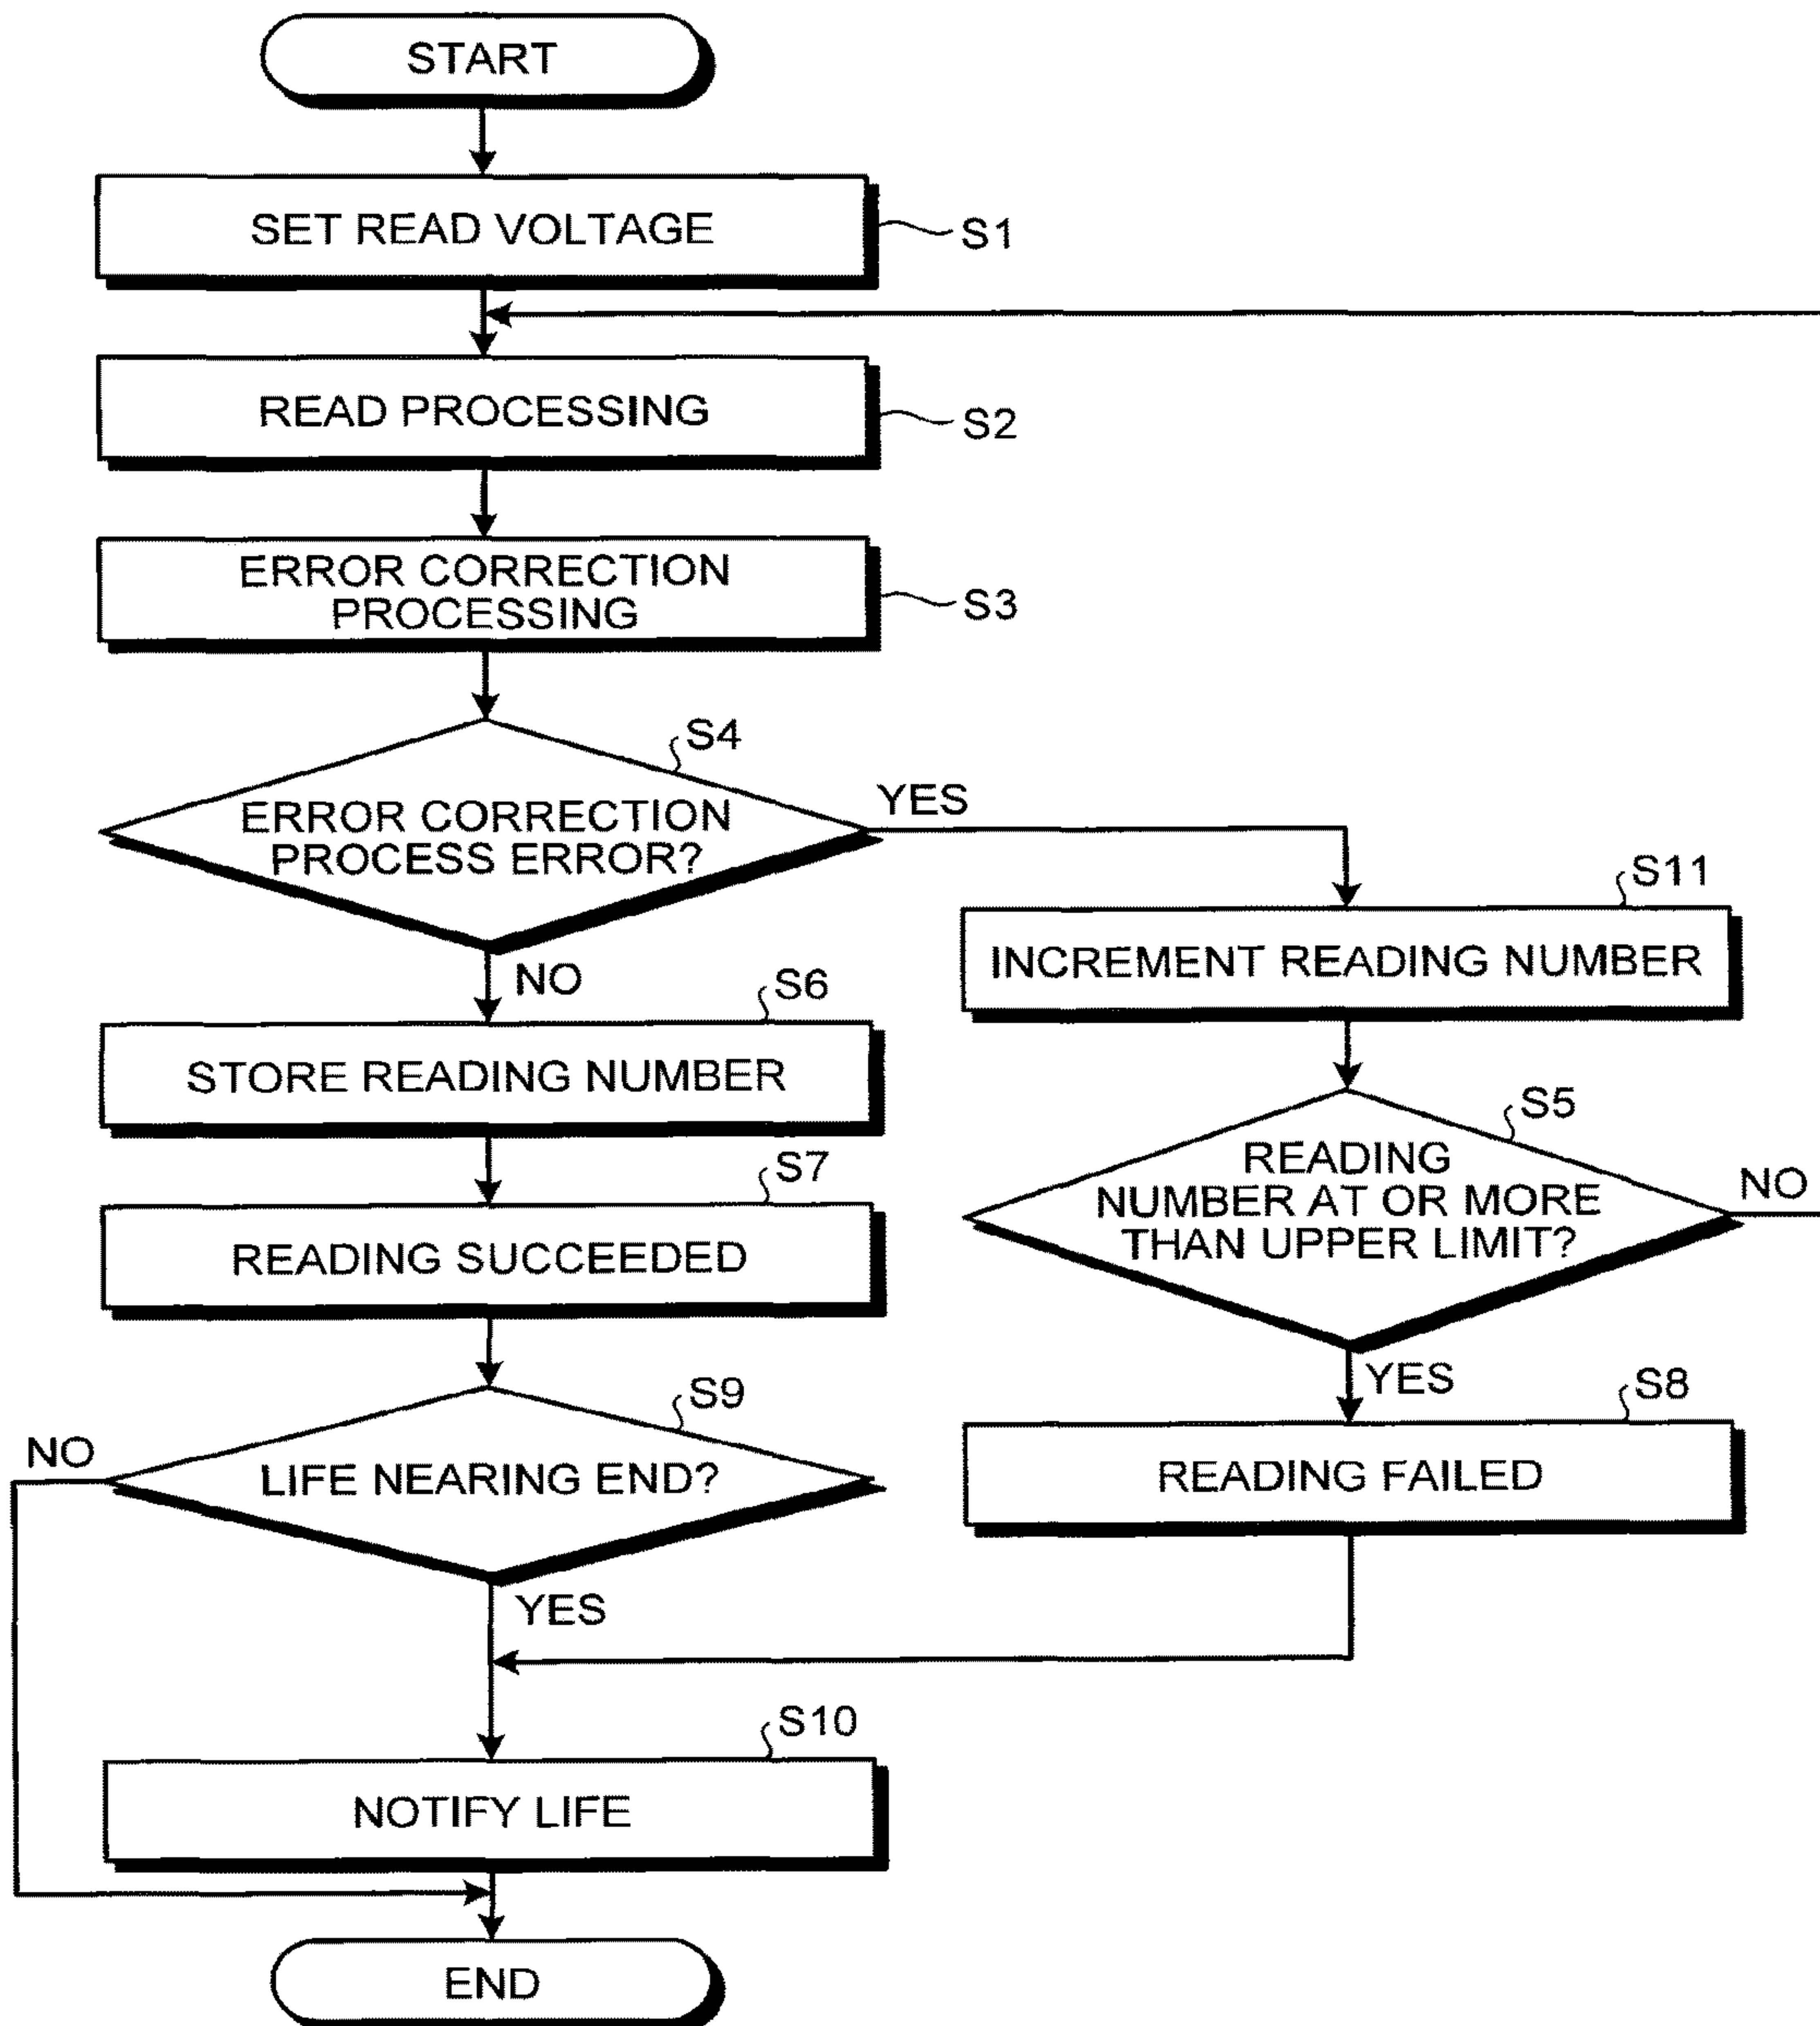 START
SET READ VOLTAGE
S1
READ PROCESSING
S2
ERROR CORRECTION
PROCESSING
S3
S4
ERROR CORRECTION
PROCESS ERROR?
YES
NO
S11
INCREMENT READING NUMBER
S6
STORE READING NUMBER
S5
READING
NUMBER AT OR MORE
THAN UPPER LIMIT?
NO
YES
S7
READING SUCCEEDED
S8
READING FAILED
S9
LIFE NEARING END?
NO
YES
S10
NOTIFY LIFE
END